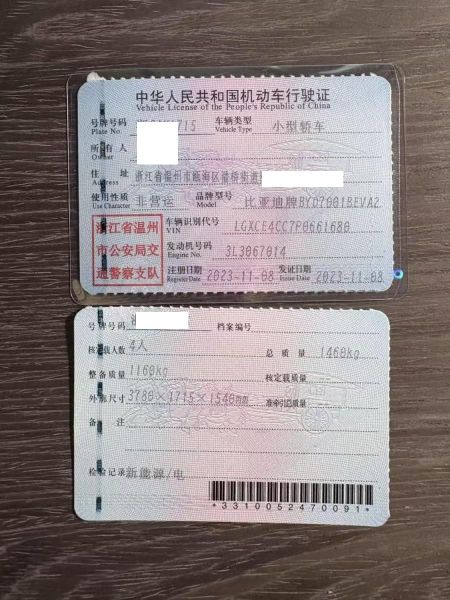 中华人民共和国机动车行驶证
Vehicle License of the People's Republic of China
号牌号码 715 车辆类型 小型轿车
Plate No. Vehicle Type
所有人
Owner
住址 浙江省温州市瓯海区潘桥街道
Address
使用性质 非营运 品牌型号 比亚迪牌BYD7001BEVA2
Use Character Model
浙江省温州
市公安局交
通警察支队
车辆识别代号 LGXCE4CC7P0661680
VIN
发动机号码 3L3067014
Engine No.
注册日期 2023-11-08 发证日期 2023-11-08
Register Date Issue Date
号牌号码 档案编号
核定载人数 4人 总质量 1460kg
整备质量 1160kg 核定载质量
外廓尺寸 3780×1715×1540mm 准牵引总质量
备注
检验记录 新能源/电
*3310052470091*